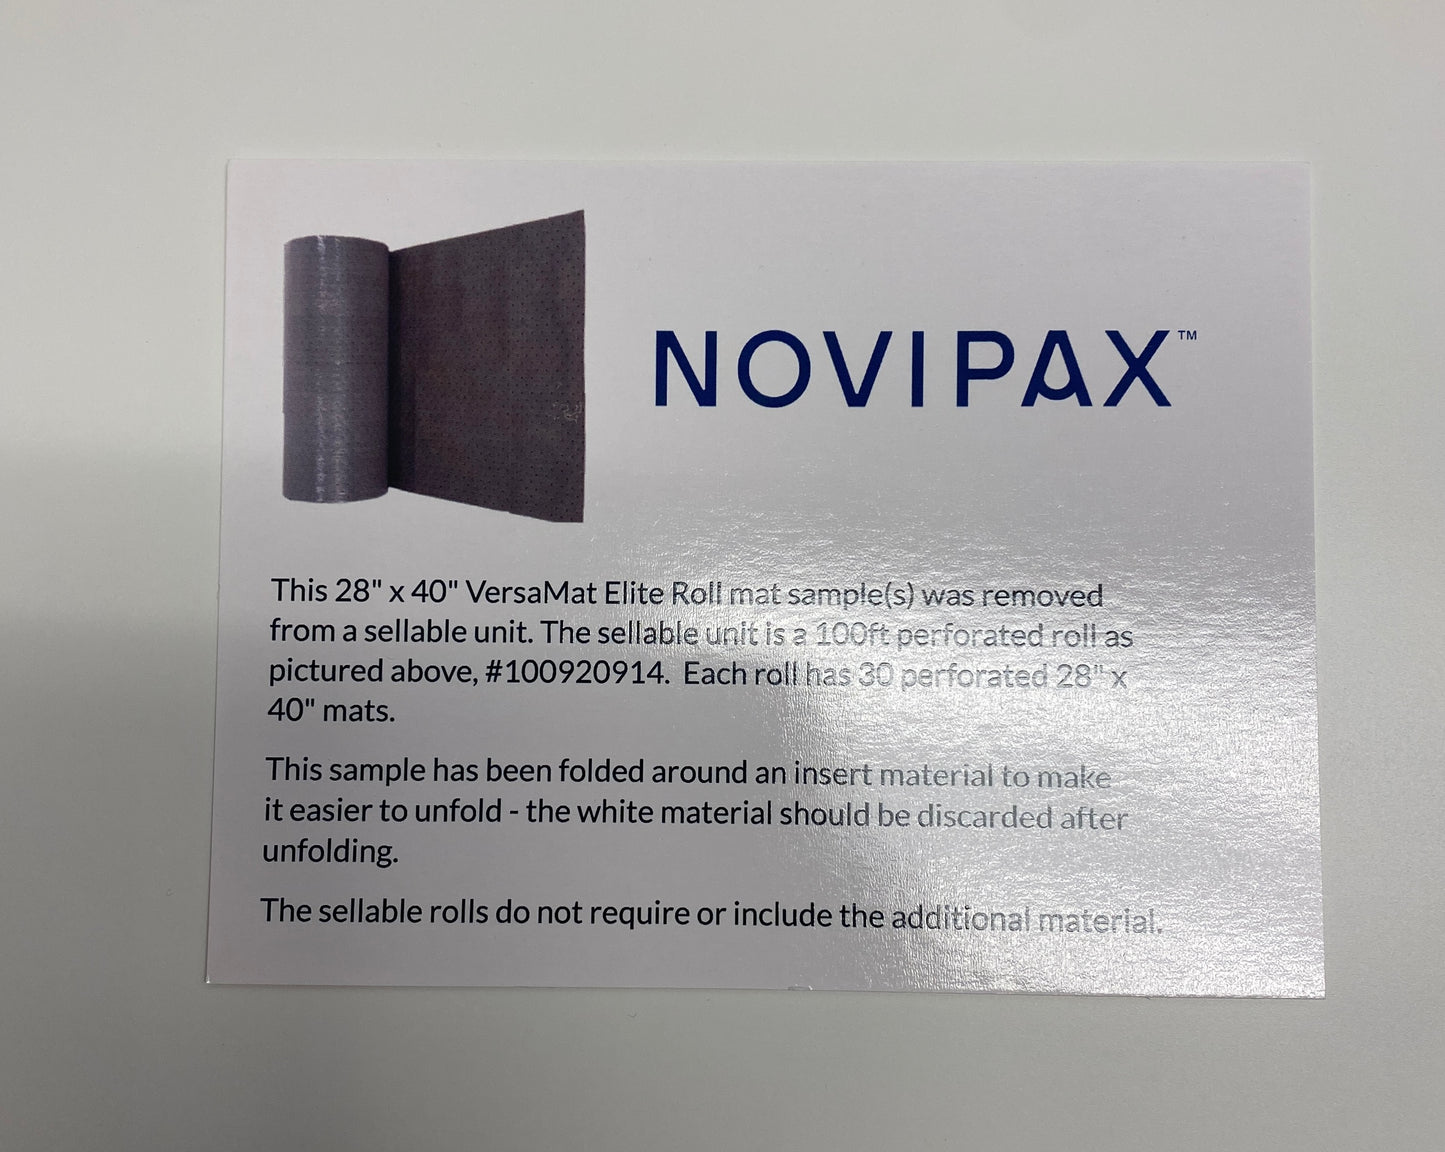 NOVIPAX™
This 28" x 40" VersaMat Elite Roll mat sample(s) was removed
from a sellable unit. The sellable unit is a 100ft perforated roll as
pictured above, #100920914.  Each roll has 30 perforated 28" x
40" mats.
This sample has been folded around an insert material to make
it easier to unfold - the white material should be discarded after
unfolding.
The sellable rolls do not require or include the additional material.